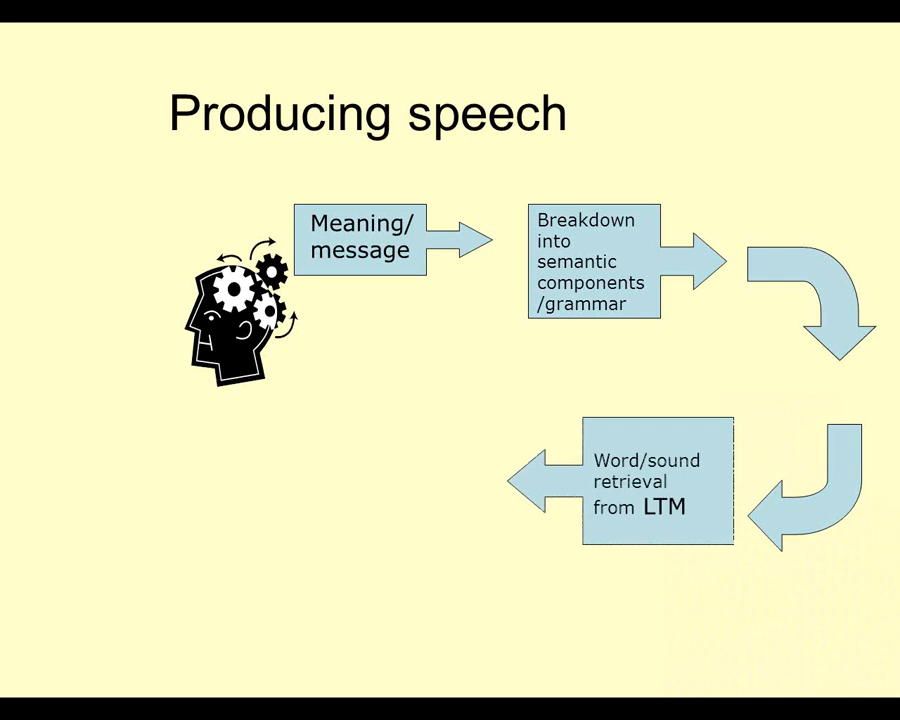 Producing speech
Meaning/
message
Breakdown
into
semantic
components
/grammar
Word/sound
retrieval
from LTM